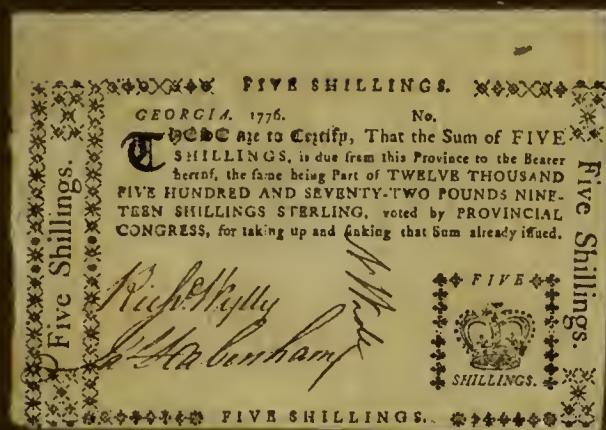 FIVE SHILLINGS.
GEORGIA. 1776. No.
THESE are to Certify, That the Sum of FIVE
SHILLINGS, is due from this Province to the Bearer
hereof, the same being Part of TWELVE THOUSAND
FIVE HUNDRED AND SEVENTY-TWO POUNDS NINE-
TEEN SHILLINGS STERLING, voted by PROVINCIAL
CONGRESS, for taking up and sinking that Sum already issued.
Five Shillings.
Five Shillings.
Richd Wylly
FIVE
SHILLINGS.
FIVE SHILLINGS.